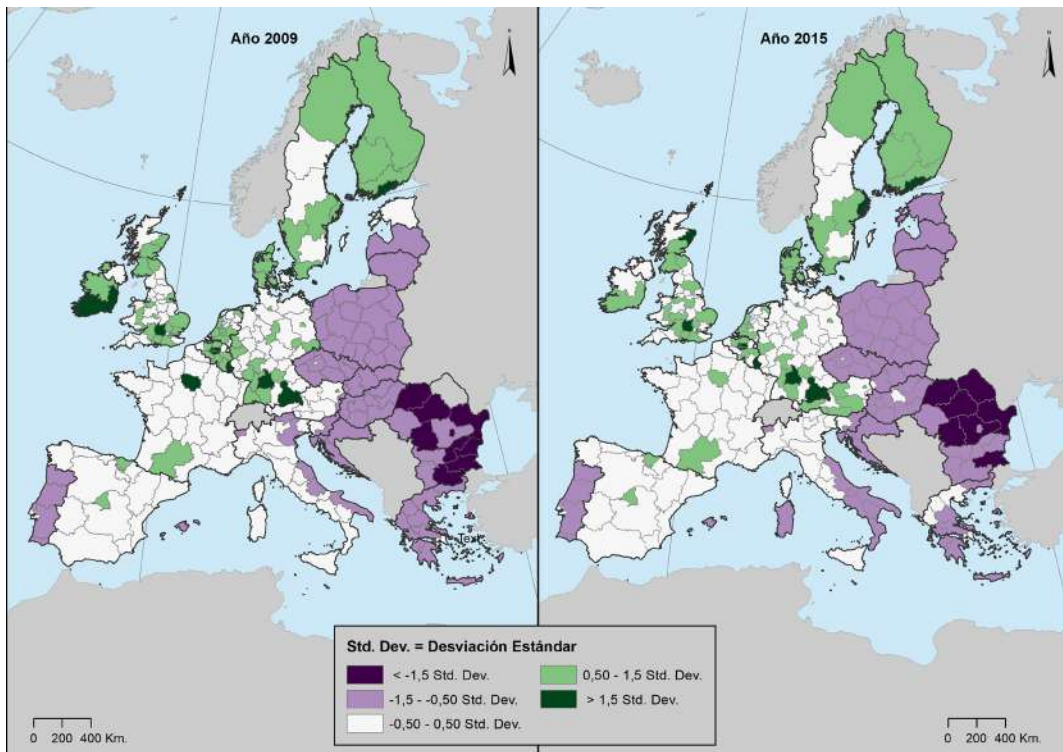 Año 2009
Año 2015
Text
Std. Dev. = Desviación Estándar
< -1,5 Std. Dev.
-1,5 - -0,50 Std. Dev.
-0,50 - 0,50 Std. Dev.
0,50 - 1,5 Std. Dev.
> 1,5 Std. Dev.
0 200 400 Km.
0 200 400 Km.